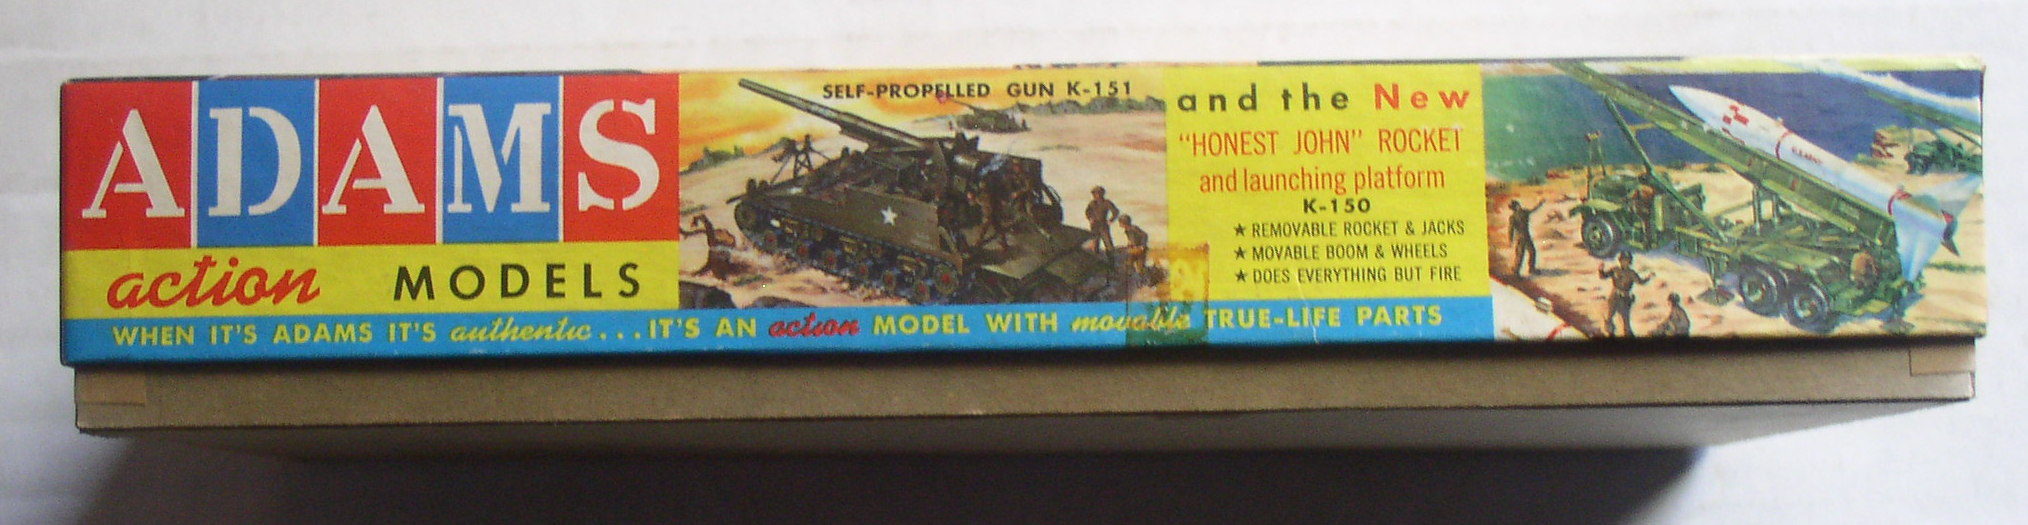 ADAMS
action MODELS
SELF-PROPELLED GUN K-151
and the New
"HONEST JOHN" ROCKET
and launching platform
K-150
★ REMOVABLE ROCKET & JACKS
★ MOVABLE BOOM & WHEELS
★ DOES EVERYTHING BUT FIRE
WHEN IT'S ADAMS IT'S authentic...IT'S AN action MODEL WITH movable TRUE-LIFE PARTS